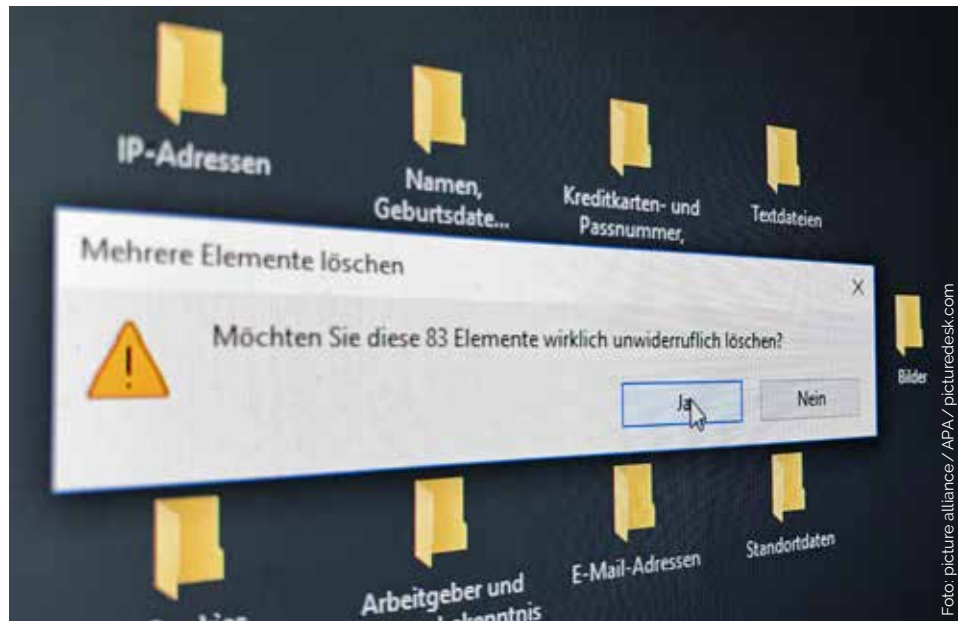 IP-Adressen
Namen,
Geburtsdate...
Kreditkarten- und
Passnummer,
Textdateien
Mehrere Elemente löschen
X
Möchten Sie diese 83 Elemente wirklich unwiderruflich löschen?
Ja
Nein
Bilder
Arbeitgeber und
E-Mail-Adressen
Standortdaten
Foto: picture alliance / APA / picturedesk.com